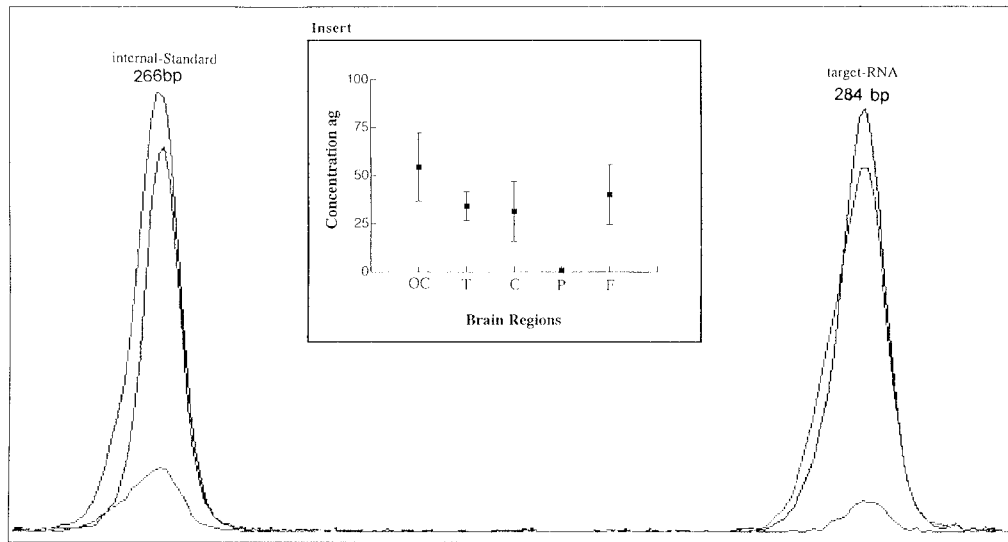 Insert
internal-Standard
266bp
target-RNA
284 bp
Concentration ag
100
75
50
25
0
OC T C P F
Brain Regions